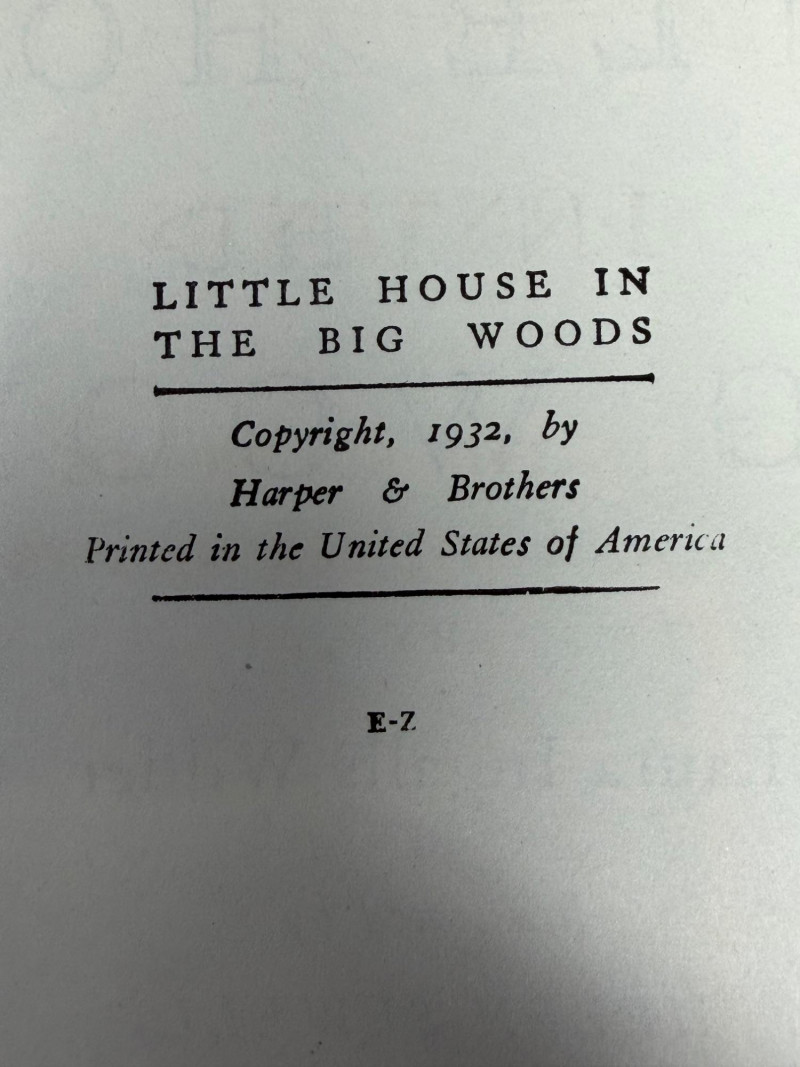 LITTLE HOUSE IN
THE BIG WOODS
Copyright, 1932, by
Harper & Brothers
Printed in the United States of America
E-Z